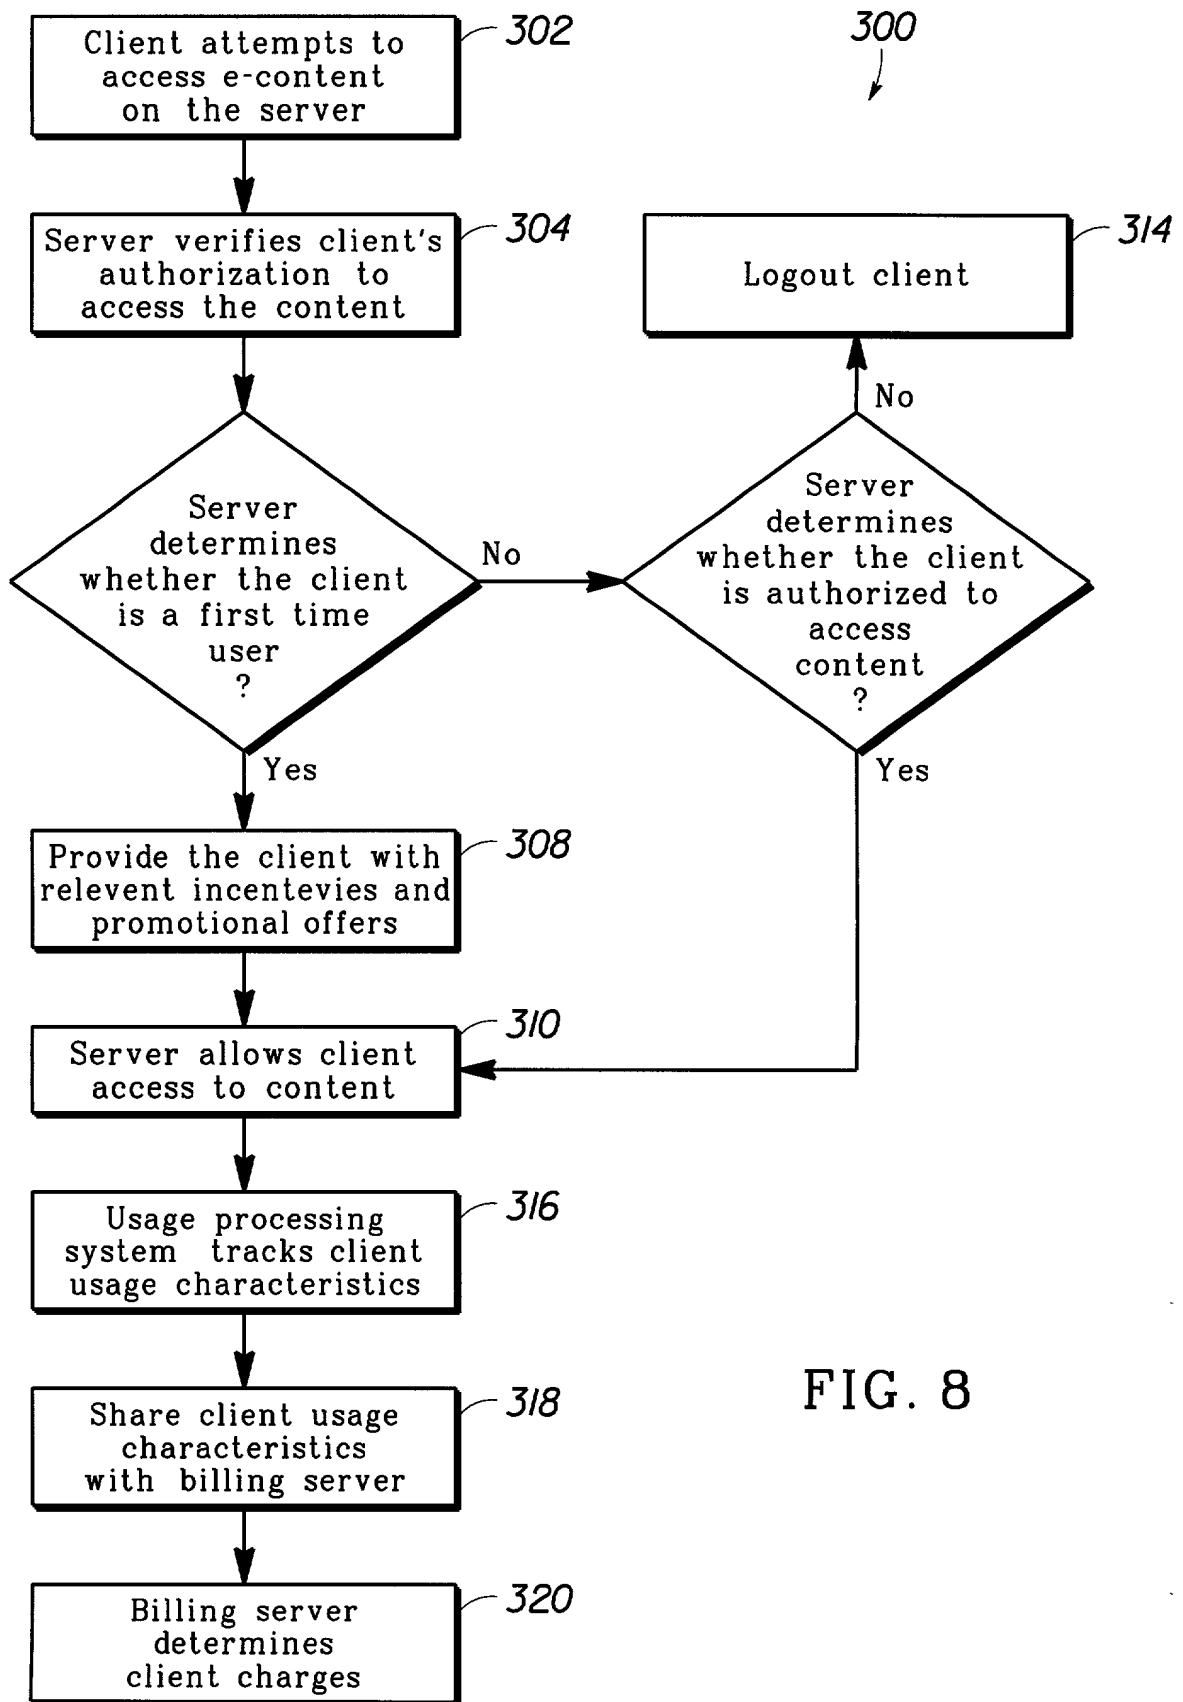 Client attempts to
access e-content
on the server
302
300
Server verifies client's
authorization to
access the content
304
Logout client
314
No
Server
determines
whether the client
is a first time
user
?
No
Server
determines
whether the client
is authorized to
access
content
?
Yes
Yes
Provide the client with
relevent incentevies and
promotional offers
308
Server allows client
access to content
310
Usage processing
system tracks client
usage characteristics
316
Share client usage
characteristics
with billing server
318
FIG. 8
Billing server
determines
client charges
320